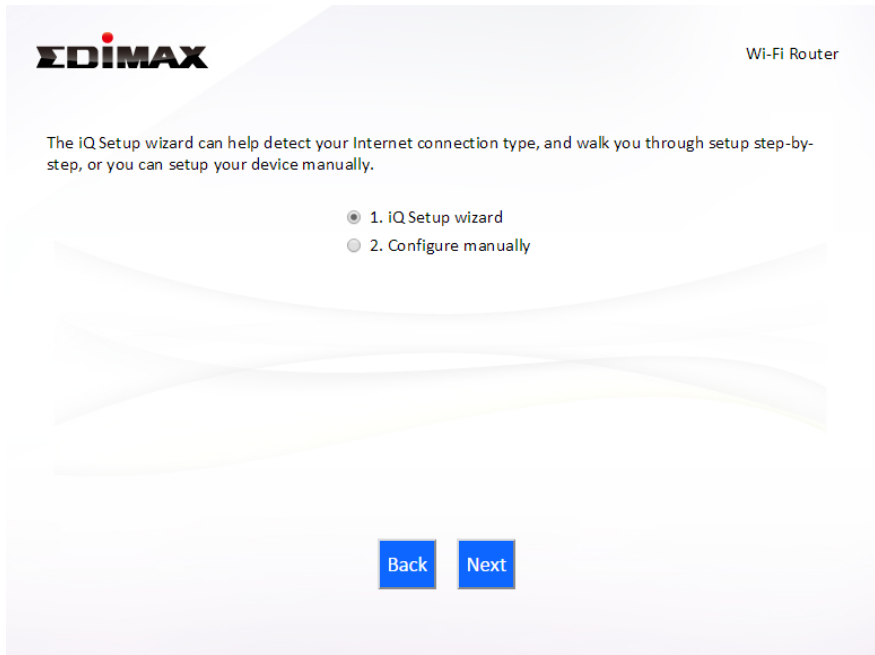 EDIMAX
Wi-Fi Router
The iQ Setup wizard can help detect your Internet connection type, and walk you through setup step-by-
step, or you can setup your device manually.
1. iQ Setup wizard
2. Configure manually
Back Next